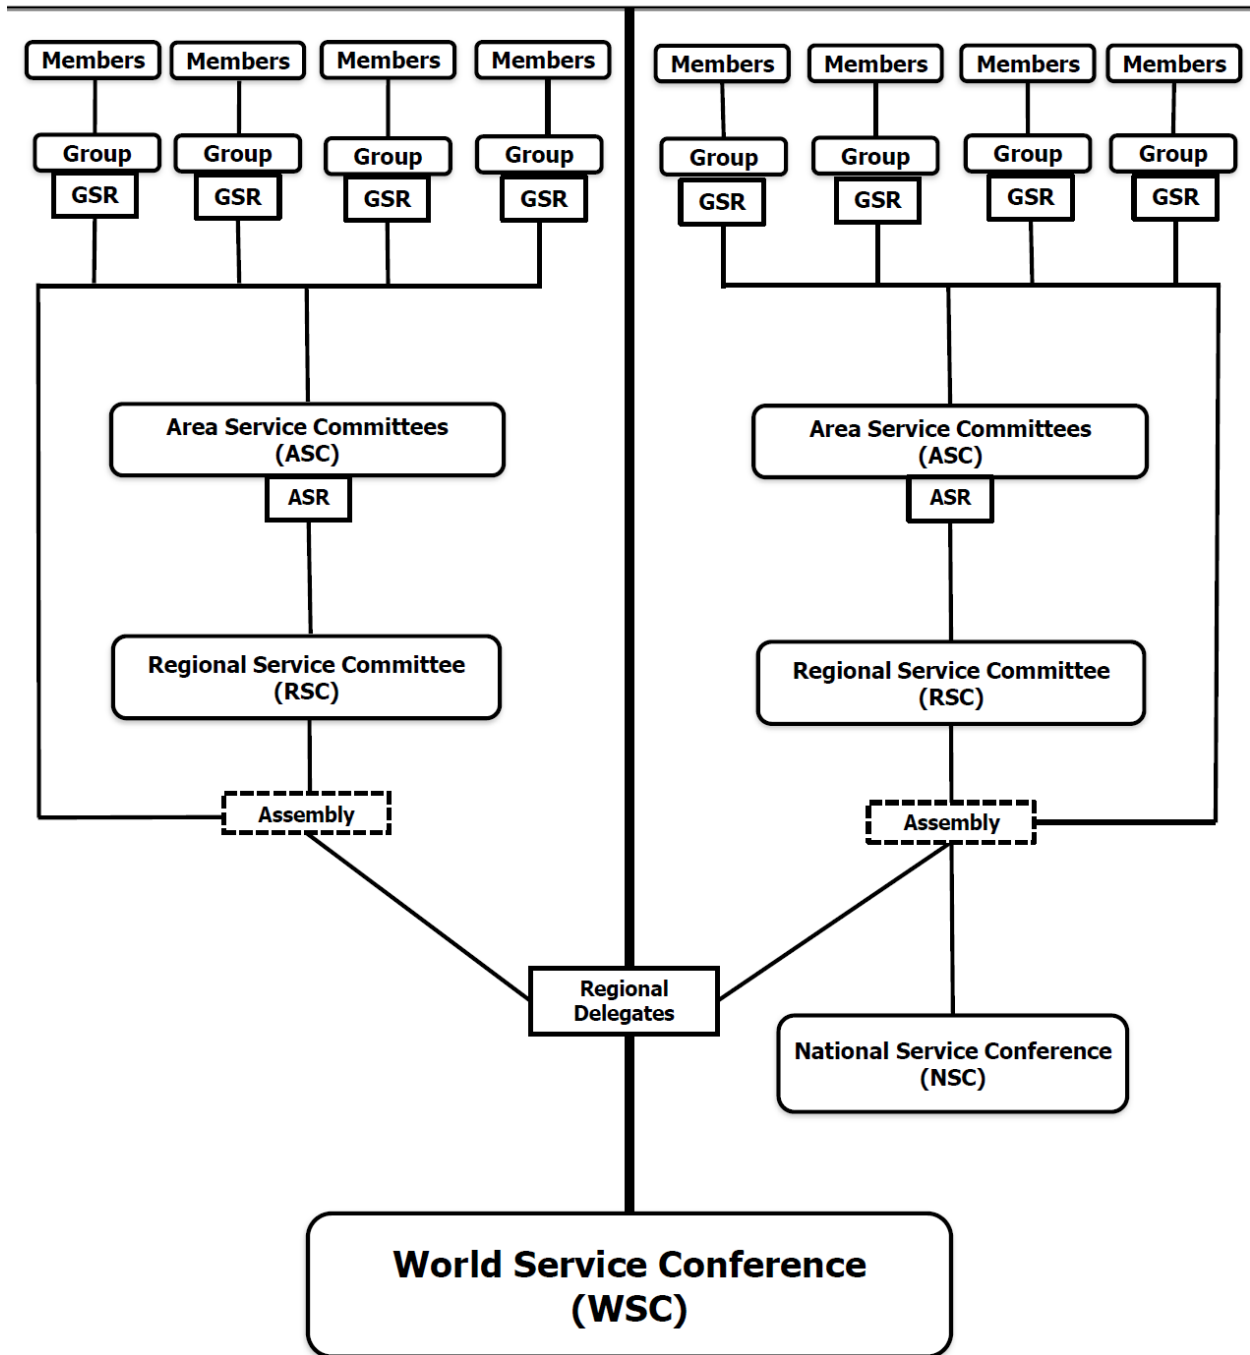 Members
Members
Members
Members
Members
Members
Members
Members
Group
Group
Group
Group
Group
Group
Group
Group
GSR
GSR
GSR
GSR
GSR
GSR
GSR
GSR
Area Service Committees
(ASC)
ASR
Area Service Committees
(ASC)
ASR
Regional Service Committee
(RSC)
Regional Service Committee
(RSC)
Assembly
Assembly
Regional
Delegates
National Service Conference
(NSC)
World Service Conference
(WSC)